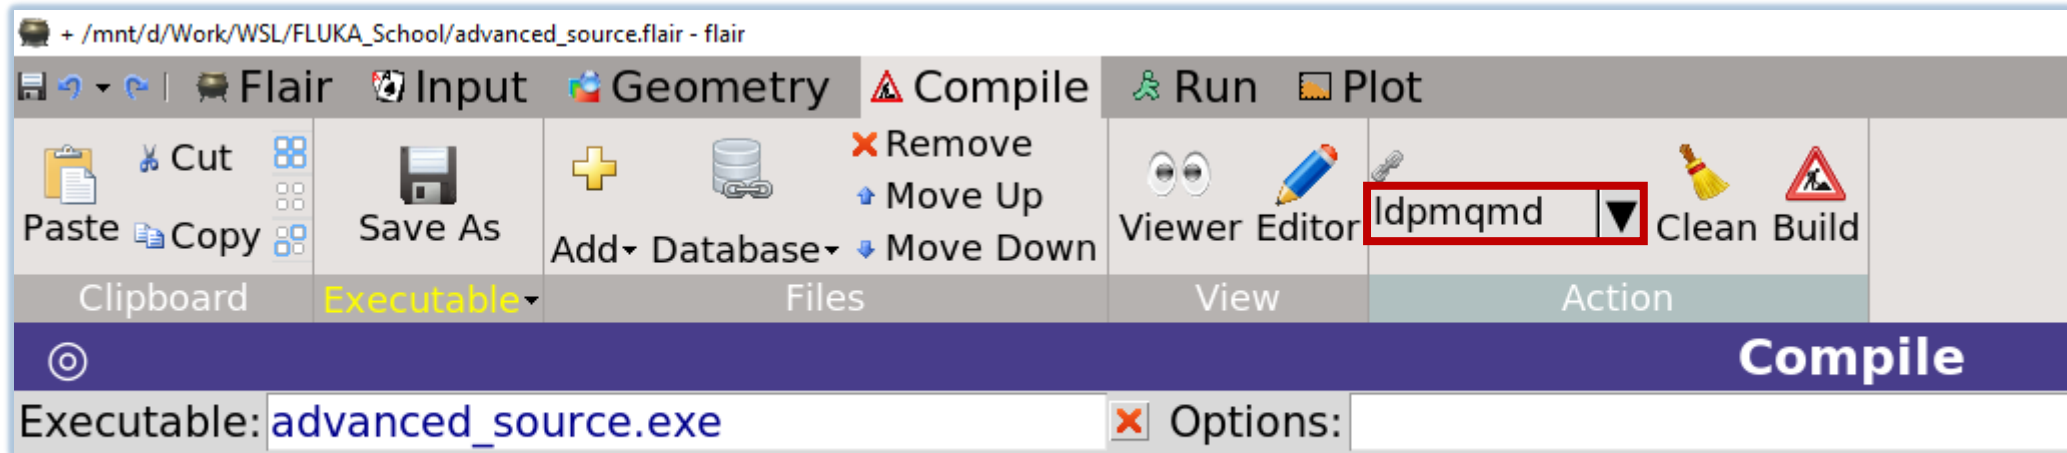 + /mnt/d/Work/WSL/FLUKA_School/advanced_source.flair - flair
Flair Input Geometry Compile Run Plot
Paste Cut Copy Save As Add Database Remove Move Up Move Down Viewer Editor ldpmqmd Clean Build
Clipboard Executable Files View Action
Compile
Executable: advanced_source.exe Options: